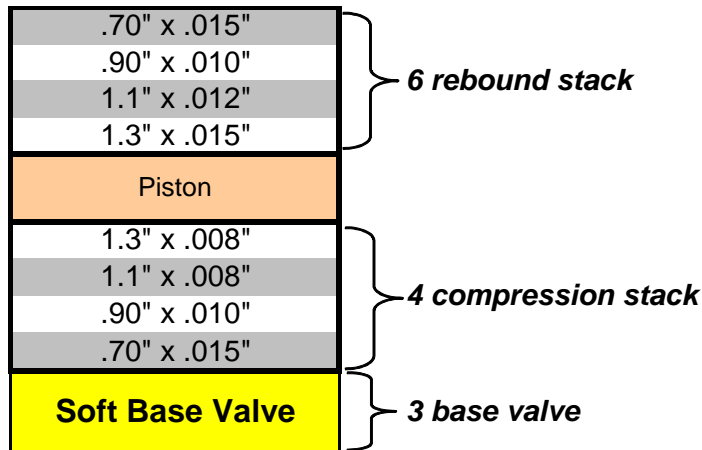 .70" x .015"
.90" x .010"
1.1" x .012"
1.3" x .015"
6 rebound stack
Piston
1.3" x .008"
1.1" x .008"
.90" x .010"
.70" x .015"
4 compression stack
Soft Base Valve
3 base valve